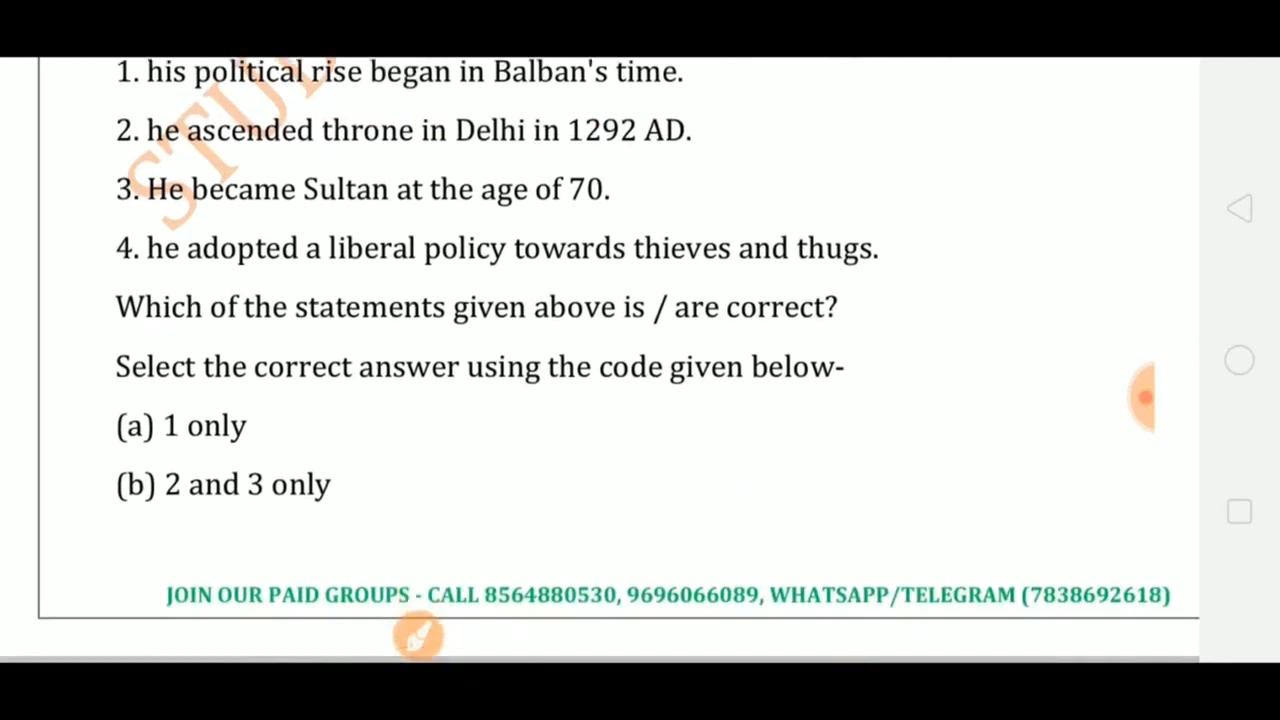 1. his political rise began in Balban's time.
2. he ascended throne in Delhi in 1292 AD.
3. He became Sultan at the age of 70.
4. he adopted a liberal policy towards thieves and thugs.
Which of the statements given above is / are correct?
Select the correct answer using the code given below-
(a) 1 only
(b) 2 and 3 only
JOIN OUR PAID GROUPS - CALL 8564880530, 9696066089, WHATSAPP/TELEGRAM (7838692618)